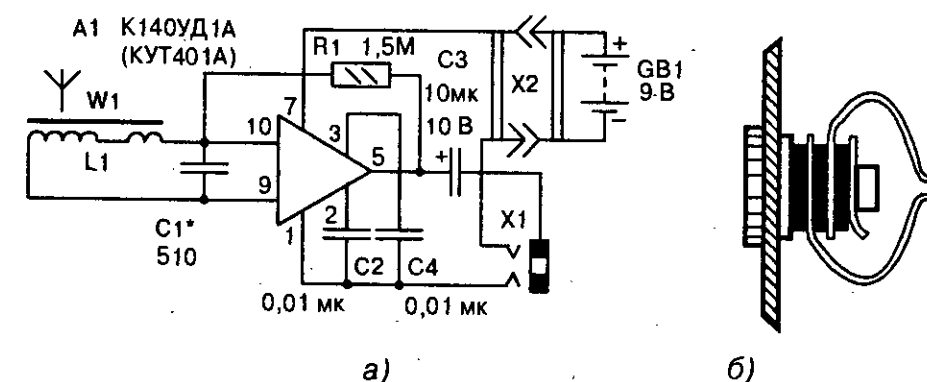 A1 К140УД1А
(КУТ401А)
R1 1,5М
C3
10мк
10 В
X2
+
GB1
9-В
−
W1
L1
7
10
3
5
+
9
2
1
C1*
510
C2
C4
X1
0,01 мк
0,01 мк
а)
б)